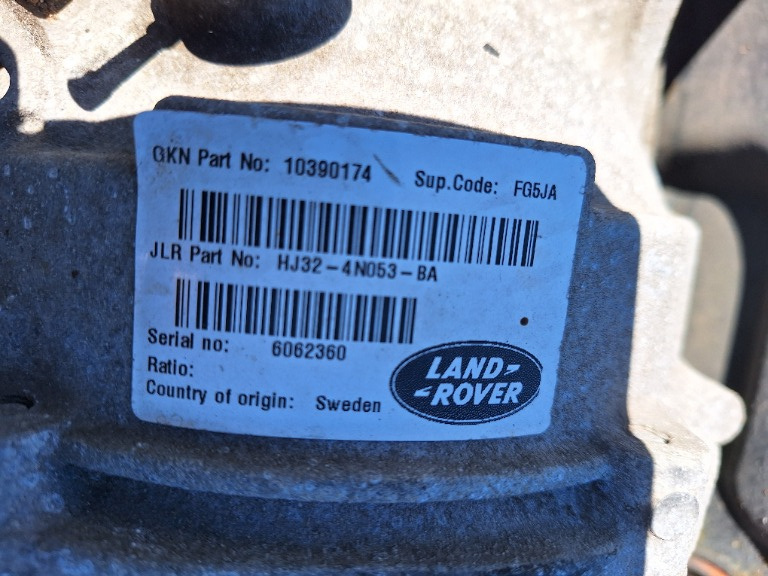 GKN Part No: 10390174 Sup.Code: FG5JA
JLR Part No: HJ32-4N053-BA
Serial no: 6062360
Ratio:
Country of origin: Sweden
LAND-
-ROVER